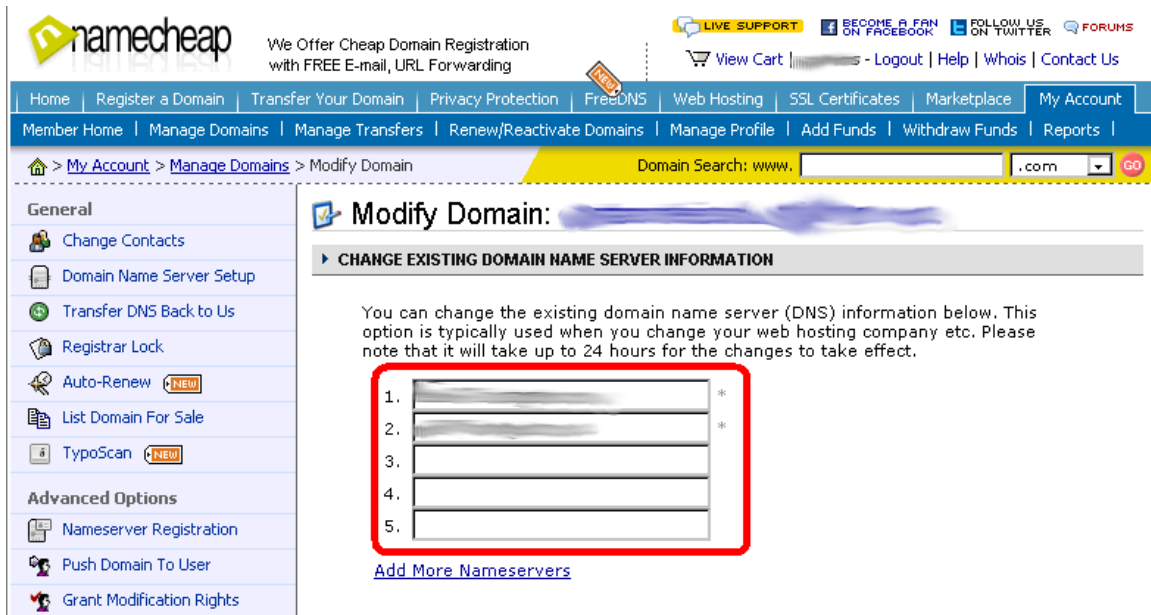 namecheap
We Offer Cheap Domain Registration
with FREE E-mail, URL Forwarding
LIVE SUPPORT
BECOME A FAN ON FACEBOOK
FOLLOW US ON TWITTER
FORUMS
View Cart | - Logout | Help | Whois | Contact Us
NEW
Home | Register a Domain | Transfer Your Domain | Privacy Protection | FreeDNS | Web Hosting | SSL Certificates | Marketplace | My Account
Member Home | Manage Domains | Manage Transfers | Renew/Reactivate Domains | Manage Profile | Add Funds | Withdraw Funds | Reports |
> My Account > Manage Domains > Modify Domain
Domain Search: www. .com GO
General
Change Contacts
Domain Name Server Setup
Transfer DNS Back to Us
Registrar Lock
Auto-Renew NEW
List Domain For Sale
TypoScan NEW
Advanced Options
Nameserver Registration
Push Domain To User
Grant Modification Rights
Modify Domain:
CHANGE EXISTING DOMAIN NAME SERVER INFORMATION
You can change the existing domain name server (DNS) information below. This
option is typically used when you change your web hosting company etc. Please
note that it will take up to 24 hours for the changes to take effect.
1. *
2. *
3.
4.
5.
Add More Nameservers